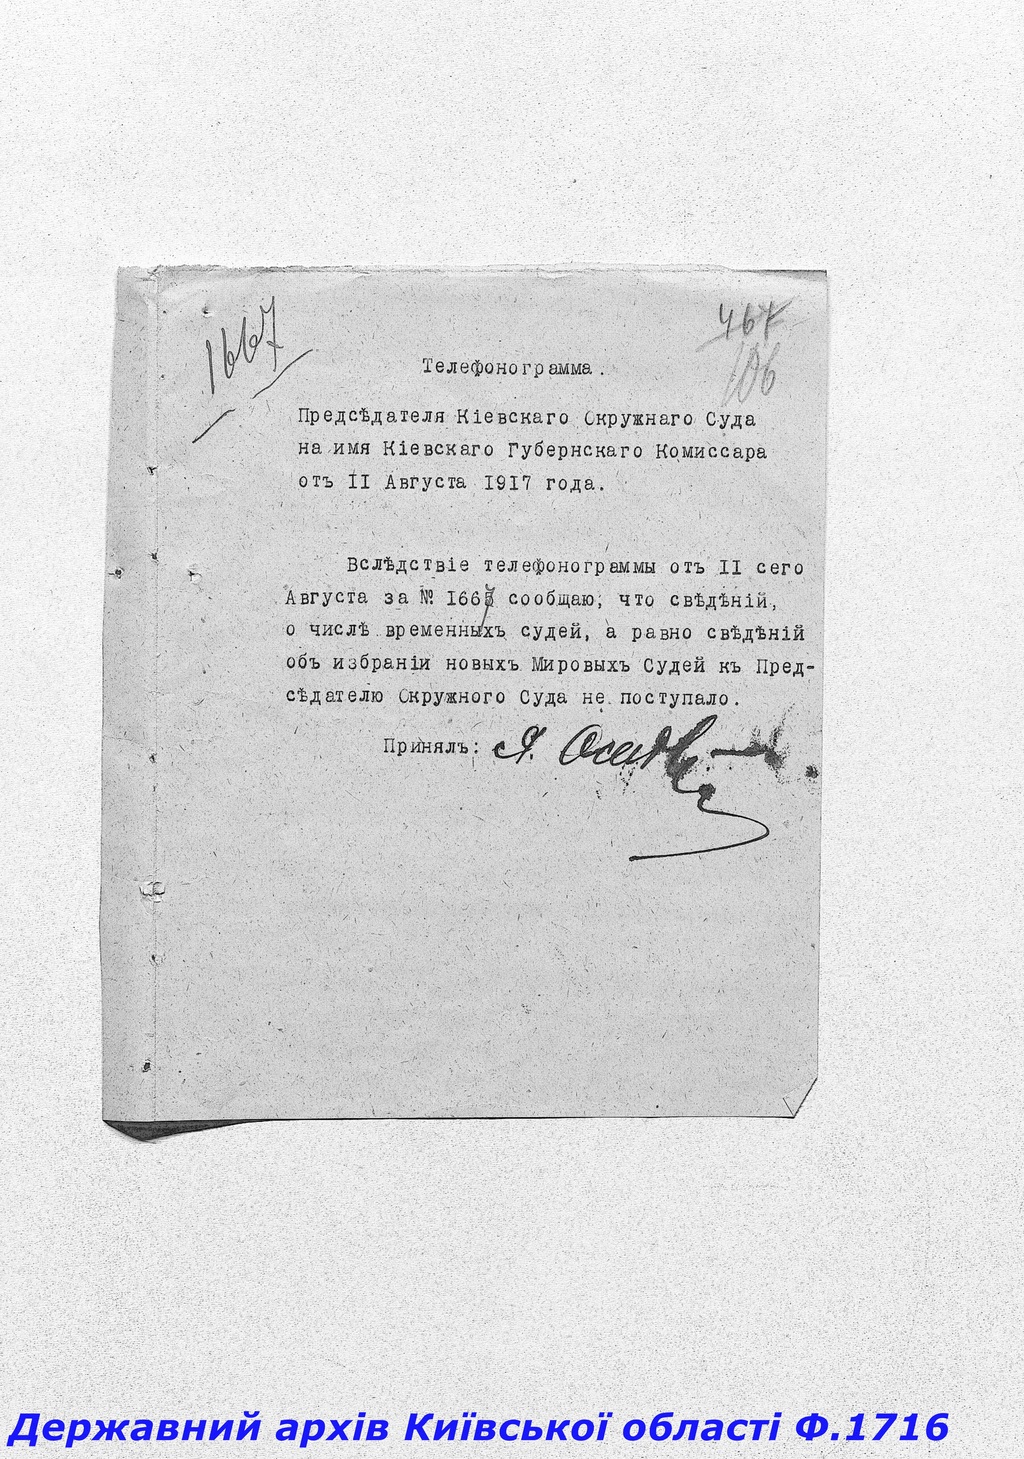 1667
467
106
Телефонограмма.
Предсѣдателя Кіевскаго Окружнаго Суда
на имя Кіевскаго Губернскаго Комиссара
отъ II Августа 1917 года.
Вслѣдствіе телефонограммы отъ II сего
Августа за № 1667 сообщаю, что свѣдѣній,
о числѣ временныхъ судей, а равно свѣдѣній
объ избраніи новыхъ Мировыхъ Судей къ Пред-
сѣдателю Окружного Суда не поступало.
Принялъ:
Державний архів Київської області Ф.1716